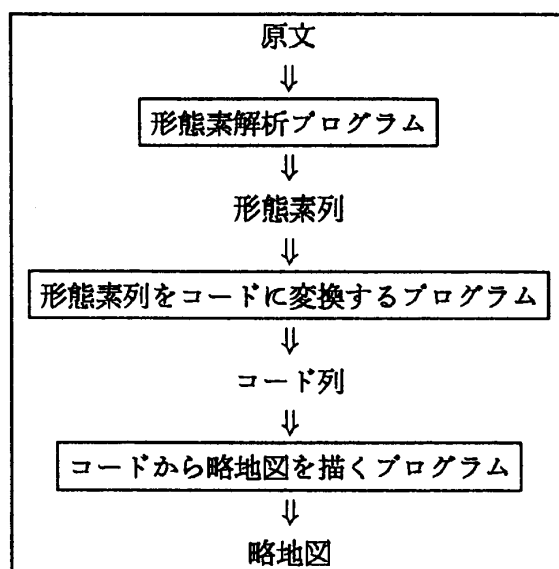 原文
⇓
形態素解析プログラム
⇓
形態素列
⇓
形態素列をコードに変換するプログラム
⇓
コード列
⇓
コードから略地図を描くプログラム
⇓
略地図